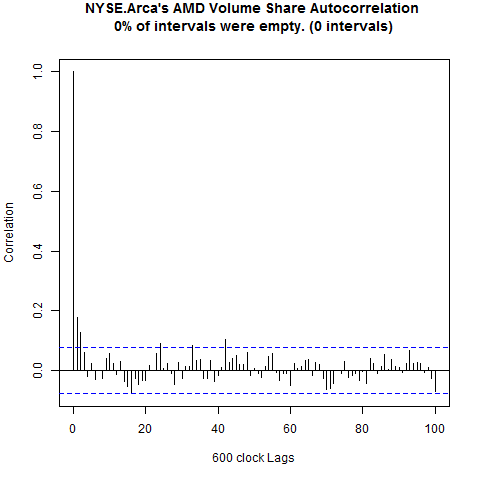 NYSE.Arca's AMD Volume Share Autocorrelation
0% of intervals were empty. (0 intervals)
Correlation
1.0
0.8
0.6
0.4
0.2
0.0
0 20 40 60 80 100
600 clock Lags